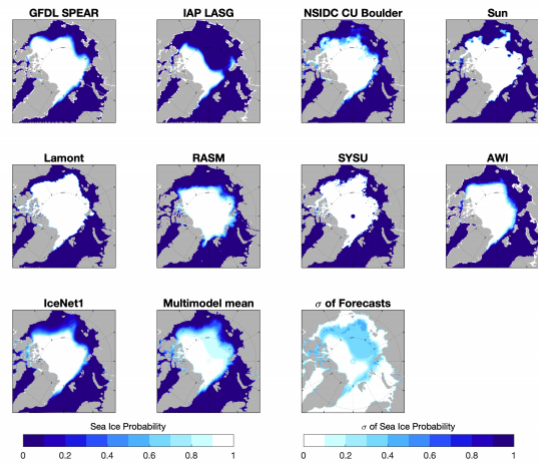 GFDL SPEAR IAP LASG NSIDC CU Boulder Sun
Lamont RASM SYSU AWI
IceNet1 Multimodel mean σ of Forecasts
Sea Ice Probability σ of Sea Ice Probability
0 0.2 0.4 0.6 0.8 1 0 0.2 0.4 0.6 0.8 1